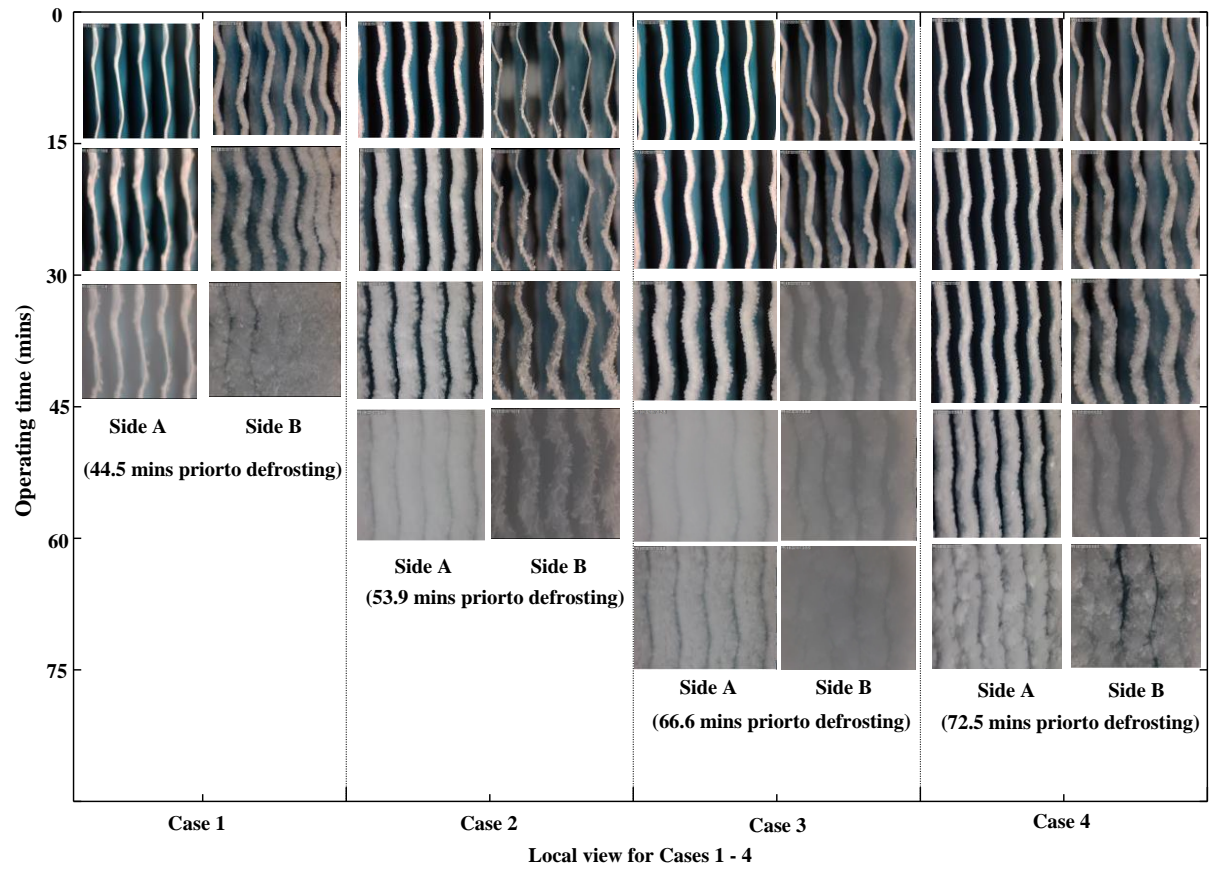 0
15
30
45
60
75
Operating time (mins)
Side A
Side B
(44.5 mins priorto defrosting)
Side A
Side B
(53.9 mins priorto defrosting)
Side A
Side B
(66.6 mins priorto defrosting)
Side A
Side B
(72.5 mins priorto defrosting)
Case 1
Case 2
Case 3
Case 4
Local view for Cases 1 - 4